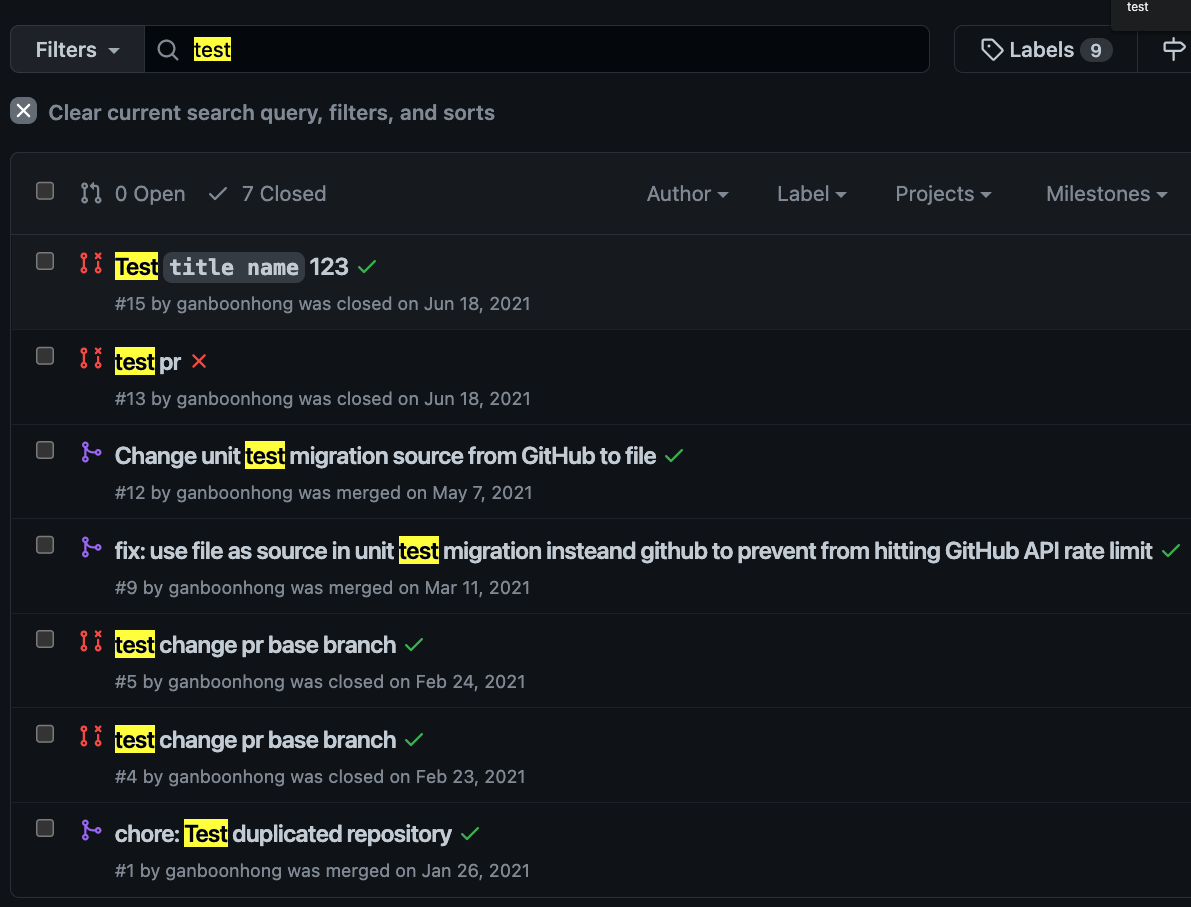 test
Filters test Labels 9
Clear current search query, filters, and sorts
0 Open 7 Closed Author Label Projects Milestones
Test title name 123
#15 by ganboonhong was closed on Jun 18, 2021
test pr
#13 by ganboonhong was closed on Jun 18, 2021
Change unit test migration source from GitHub to file
#12 by ganboonhong was merged on May 7, 2021
fix: use file as source in unit test migration insteand github to prevent from hitting GitHub API rate limit
#9 by ganboonhong was merged on Mar 11, 2021
test change pr base branch
#5 by ganboonhong was closed on Feb 24, 2021
test change pr base branch
#4 by ganboonhong was closed on Feb 23, 2021
chore: Test duplicated repository
#1 by ganboonhong was merged on Jan 26, 2021